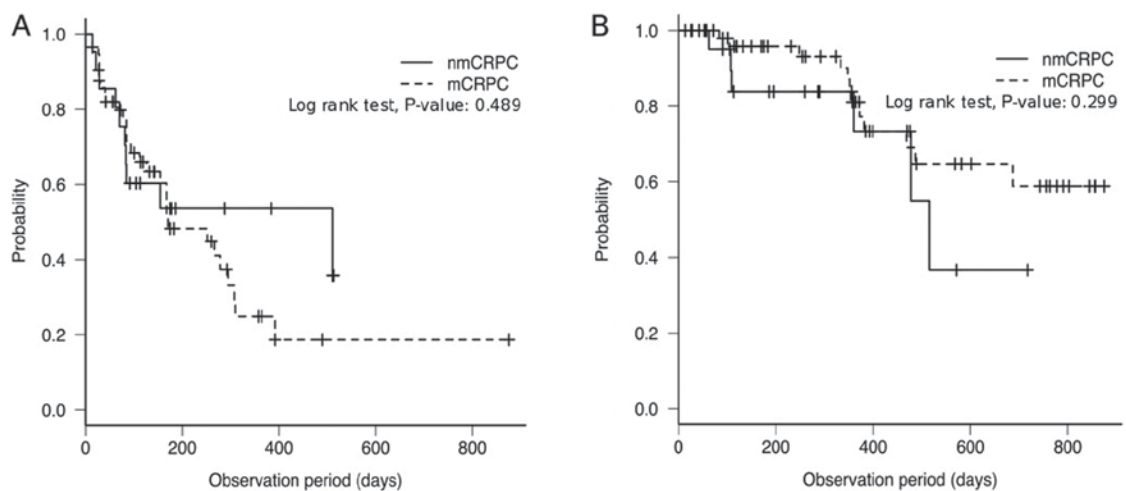 A
nmCRPC
mCRPC
Log rank test, P-value: 0.489
1.0
0.8
0.6
0.4
0.2
0.0
Probability
0
200
400
600
800
Observation period (days)
B
nmCRPC
mCRPC
Log rank test, P-value: 0.299
1.0
0.8
0.6
0.4
0.2
0.0
Probability
0
200
400
600
800
Observation period (days)